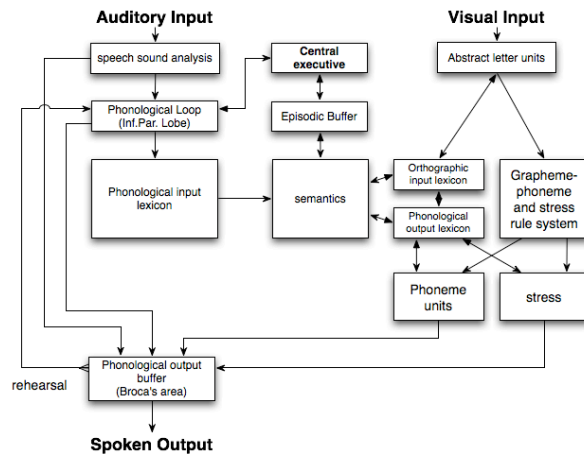 Auditory Input
Visual Input
speech sound analysis
Central
executive
Abstract letter units
Phonological Loop
(Inf.Par. Lobe)
Episodic Buffer
Phonological input
lexicon
semantics
Orthographic
input lexicon
Phonological
output lexicon
Grapheme-
phoneme
and stress
rule system
Phoneme
units
stress
Phonological output
buffer
(Broca's area)
rehearsal
Spoken Output